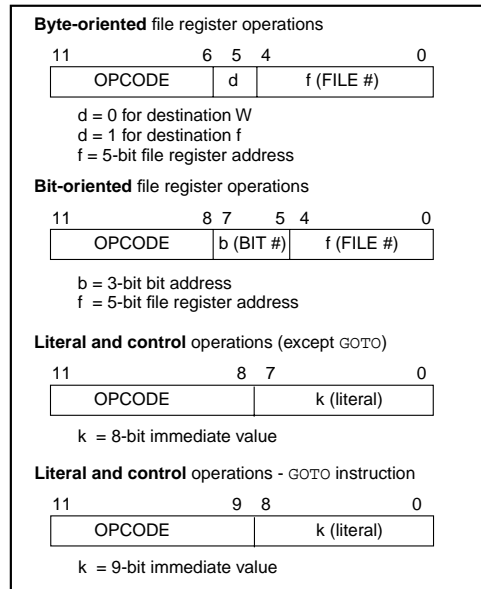 Byte-oriented file register operations
11 6 5 4 0
OPCODE d f (FILE #)
d = 0 for destination W
d = 1 for destination f
f = 5-bit file register address
Bit-oriented file register operations
11 8 7 5 4 0
OPCODE b (BIT #) f (FILE #)
b = 3-bit bit address
f = 5-bit file register address
Literal and control operations (except GOTO)
11 8 7 0
OPCODE k (literal)
k = 8-bit immediate value
Literal and control operations - GOTO instruction
11 9 8 0
OPCODE k (literal)
k = 9-bit immediate value